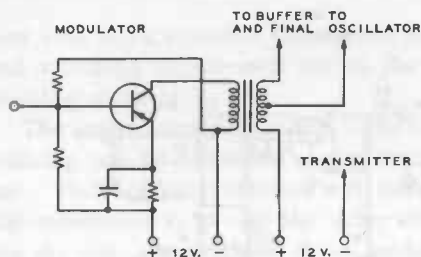 MODULATOR
TO BUFFER TO
AND FINAL OSCILLATOR
TRANSMITTER
+ 12 V. - + 12 V. -